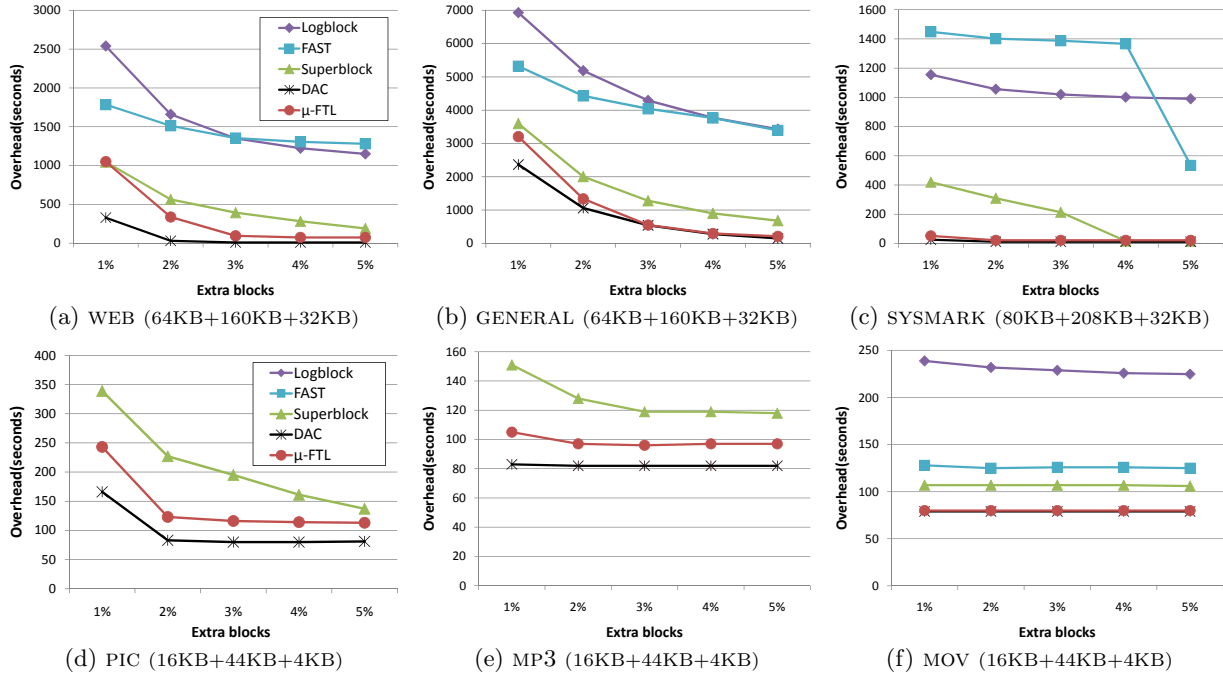 3000
2500
2000
1500
1000
500
0
Overhead(seconds)
Logblock
FAST
Superblock
DAC
μ-FTL
1% 2% 3% 4% 5%
Extra blocks
(a) WEB (64KB+160KB+32KB)
7000
6000
5000
4000
3000
2000
1000
0
Overhead(seconds)
1% 2% 3% 4% 5%
Extra blocks
(b) GENERAL (64KB+160KB+32KB)
1600
1400
1200
1000
800
600
400
200
0
Overhead(seconds)
1% 2% 3% 4% 5%
Extra blocks
(c) SYSMARK (80KB+208KB+32KB)
400
350
300
250
200
150
100
50
0
Overhead(seconds)
Logblock
FAST
Superblock
DAC
μ-FTL
1% 2% 3% 4% 5%
Extra blocks
(d) PIC (16KB+44KB+4KB)
160
140
120
100
80
60
40
20
0
Overhead(seconds)
1% 2% 3% 4% 5%
Extra blocks
(e) MP3 (16KB+44KB+4KB)
250
200
150
100
50
0
Overhead(seconds)
1% 2% 3% 4% 5%
Extra blocks
(f) MOV (16KB+44KB+4KB)